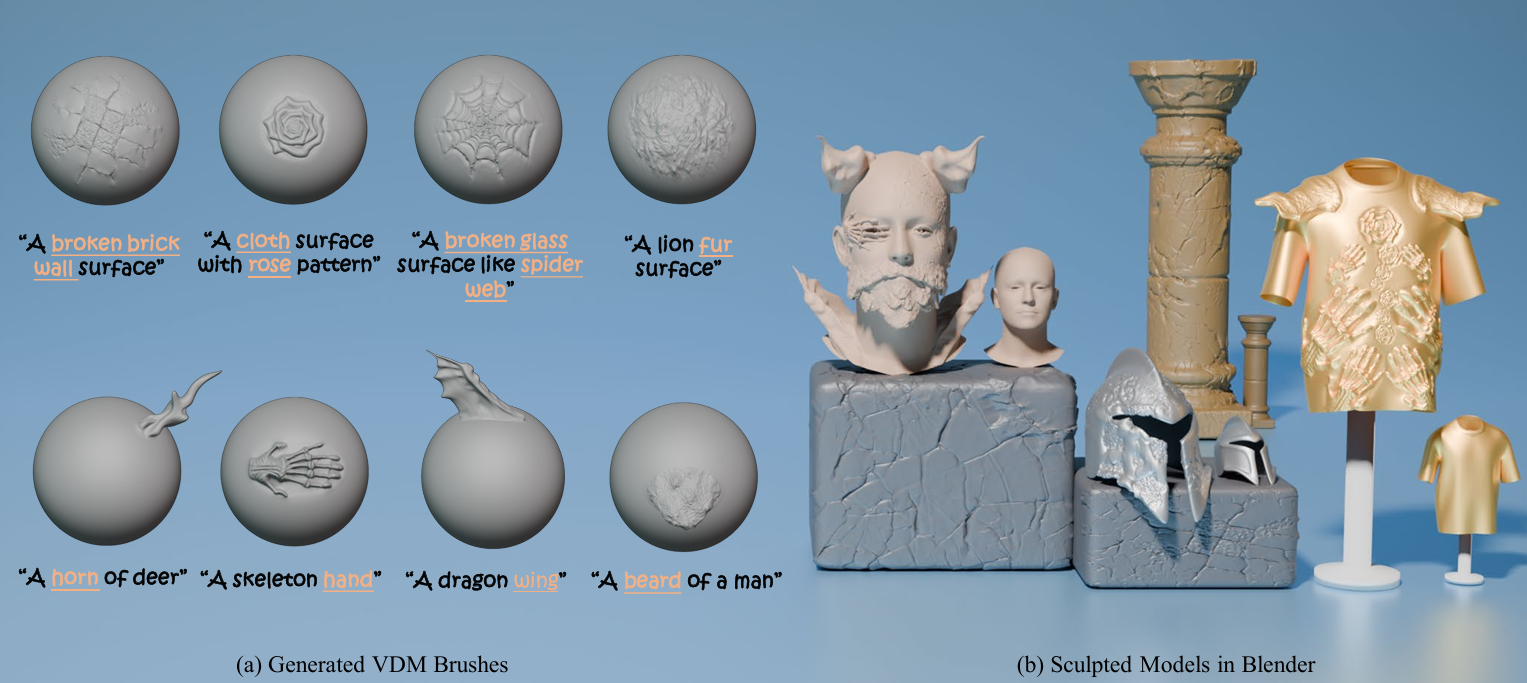 “A broken brick
wall surface”
“A cloth surface
with rose pattern”
“A broken glass
surface like spider
web”
“A lion fur
surface”
“A horn of deer”
“A skeleton hand”
“A dragon wing”
“A beard of a man”
(a) Generated VDM Brushes
(b) Sculpted Models in Blender